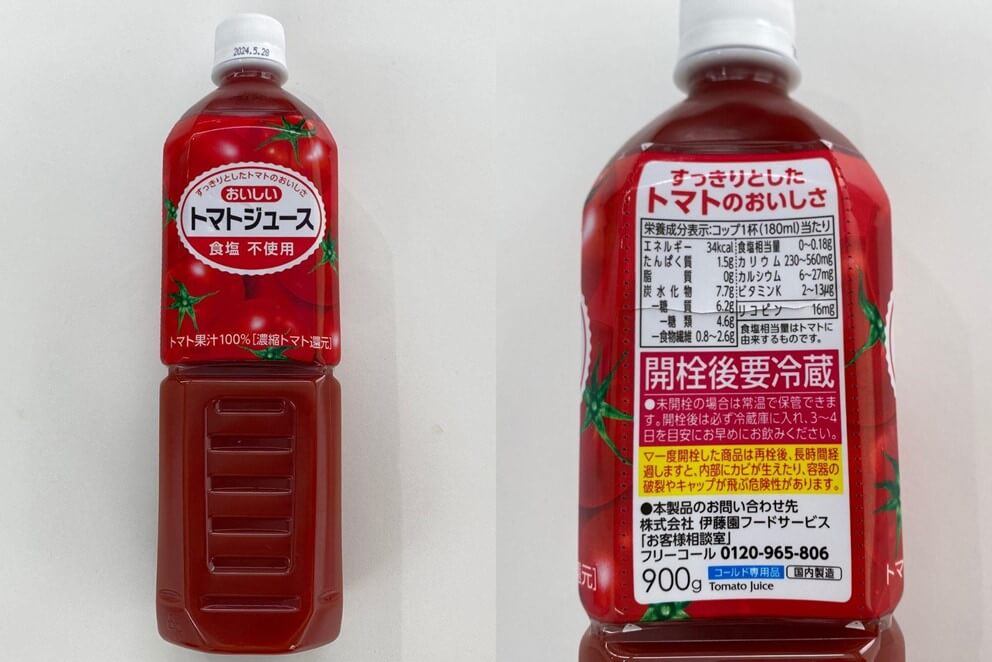 2024.5.28
すっきりとしたトマトのおいしさ
おいしい
トマトジュース
食塩 不使用
トマト果汁100%[濃縮トマト還元]
すっきりとした
トマトのおいしさ
栄養成分表示:コップ1杯(180ml)当たり
エネルギー 34kcal
たんぱく質 1.5g
脂質 0g
炭水化物 7.7g
―糖質 6.2g
―糖類 4.6g
―食物繊維 0.8~2.6g
食塩相当量 0~0.18g
カリウム 230~560mg
カルシウム 6~27mg
ビタミンK 2~13μg
リコピン 16mg
食塩相当量はトマトに
由来するものです。
開栓後要冷蔵
●未開栓の場合は常温で保管できま
す。開栓後は必ず冷蔵庫に入れ、3~4
日を目安にお早めにお飲みください。
▽一度開栓した商品は再栓後、長時間経
過しますと、内部にカビが生えたり、容器の
破裂やキャップが飛ぶ危険性があります。
●本製品のお問い合わせ先
株式会社 伊藤園フードサービス
「お客様相談室」
フリーコール 0120-965-806
900g コールド専用品 国内製造
Tomato Juice
元]
トマ